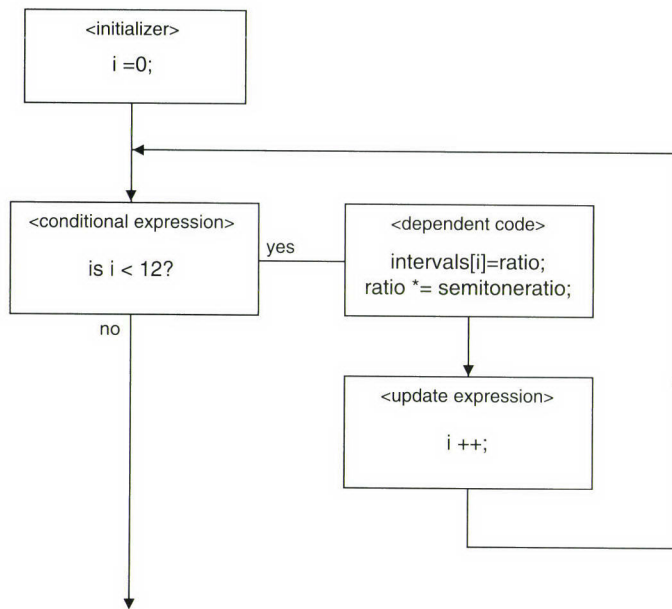 <initializer>
i =0;
<conditional expression>
is i < 12?
yes
no
<dependent code>
intervals[i]=ratio;
ratio *= semitoneratio;
<update expression>
i ++;